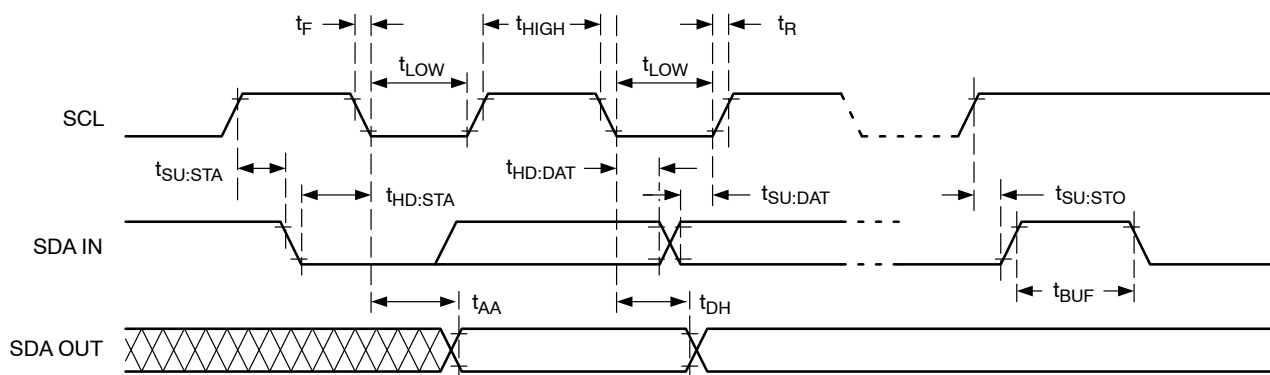 tF
tHIGH
tR
tLOW
tLOW
SCL
tSU:STA
tHD:STA
tHD:DAT
tSU:DAT
tSU:STO
SDA IN
tAA
tDH
tBUF
SDA OUT